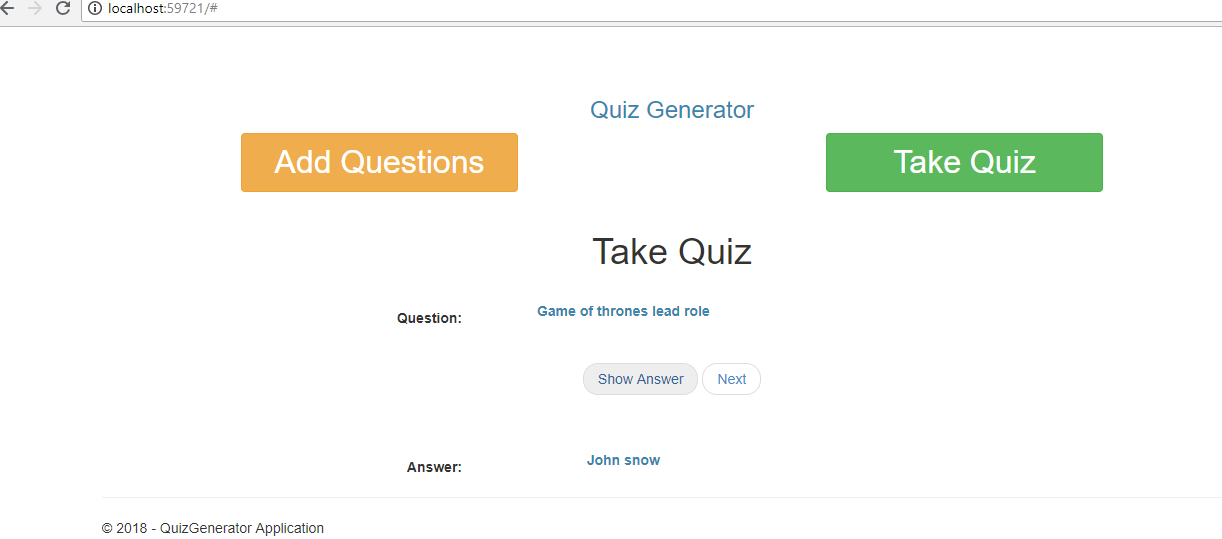 localhost:59721/#
Quiz Generator
Add Questions
Take Quiz
Take Quiz
Question:
Game of thrones lead role
Show Answer
Next
Answer:
John snow
© 2018 - QuizGenerator Application